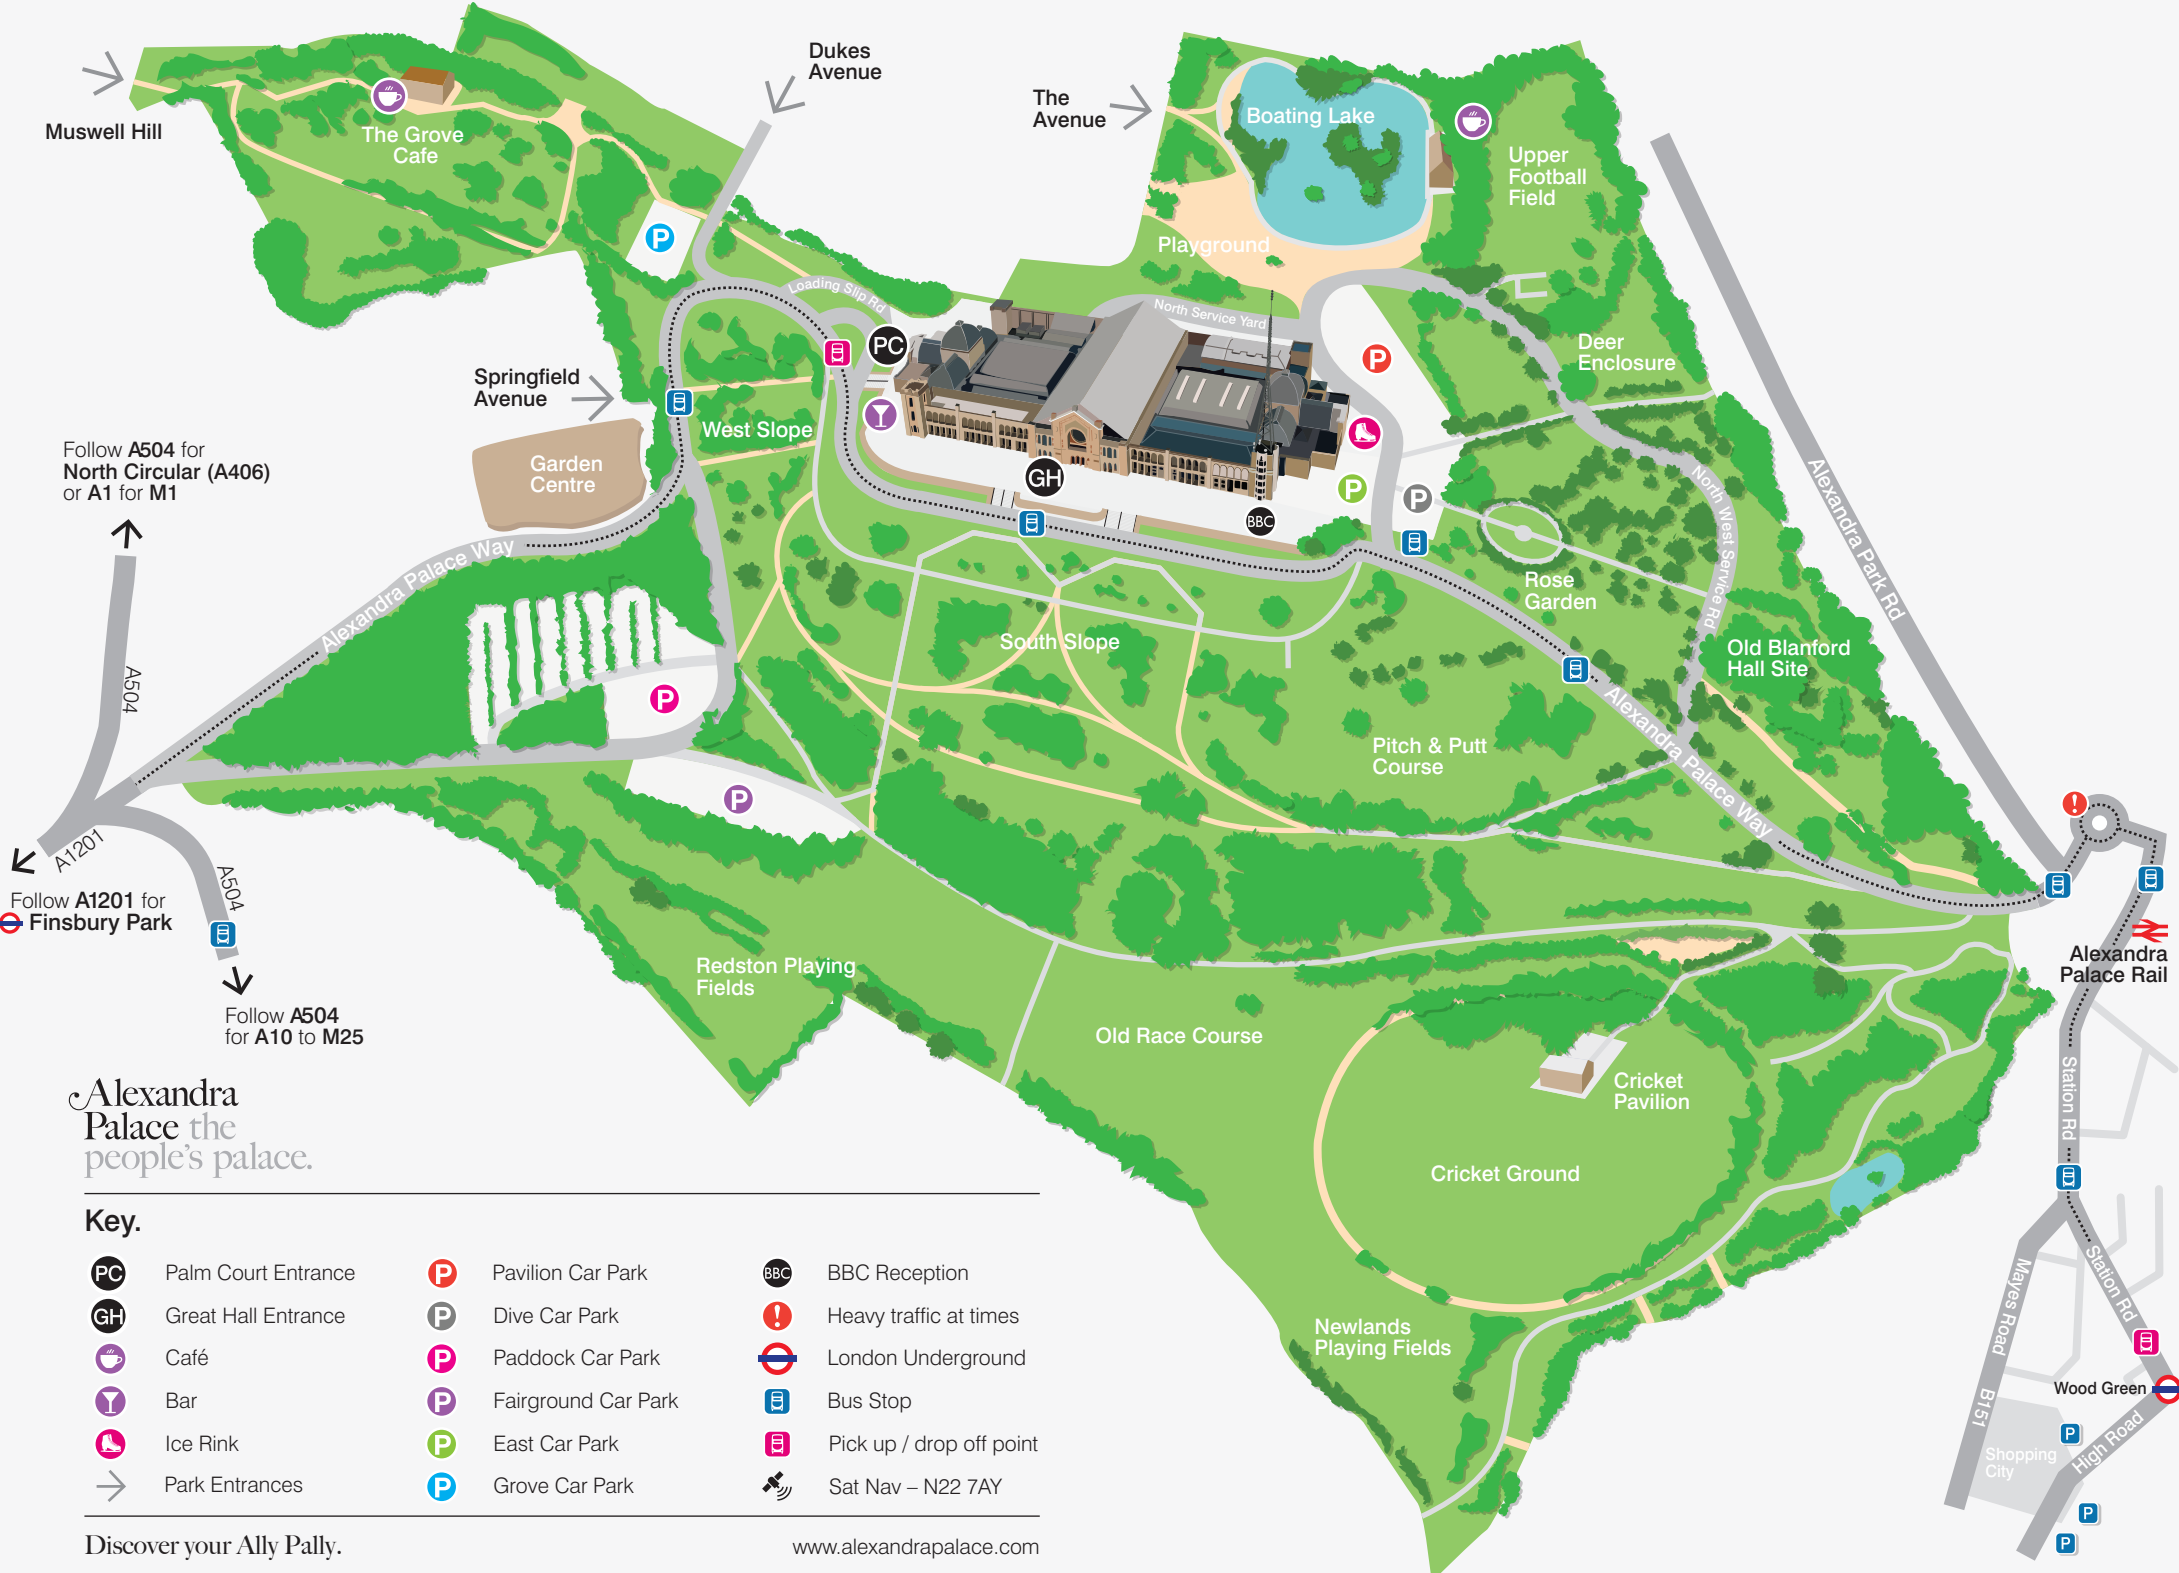 Muswell Hill
The Grove
Cafe
P
Dukes
Avenue
The
Avenue
Boating Lake
Upper
Football
Field
Playground
Loading Slip Rd
North Service Yard
PC
P
Deer
Enclosure
Springfield
Avenue
West Slope
Garden
Centre
GH
P
P
BBC
North West Service Rd
Alexandra Park Rd
Follow A504 for
North Circular (A406)
or A1 for M1
Alexandra Palace Way
Rose
Garden
South Slope
Old Blanford
Hall Site
A504
P
Alexandra Palace Way
Pitch & Putt
Course
P
!
A1201
A504
Follow A1201 for
Finsbury Park
Alexandra
Palace Rail
Redston Playing
Fields
Follow A504
for A10 to M25
Old Race Course
Cricket
Pavilion
Station Rd
Cricket Ground
Station Rd
Mayes Road
B151
Newlands
Playing Fields
Wood Green
P
High Road
Shopping
City
P
P
Alexandra
Palace the
people's palace.
Key.
PC Palm Court Entrance
GH Great Hall Entrance
Café
Bar
Ice Rink
Park Entrances
P Pavilion Car Park
P Dive Car Park
P Paddock Car Park
P Fairground Car Park
P East Car Park
P Grove Car Park
BBC BBC Reception
! Heavy traffic at times
London Underground
Bus Stop
Pick up / drop off point
Sat Nav – N22 7AY
Discover your Ally Pally.
www.alexandrapalace.com